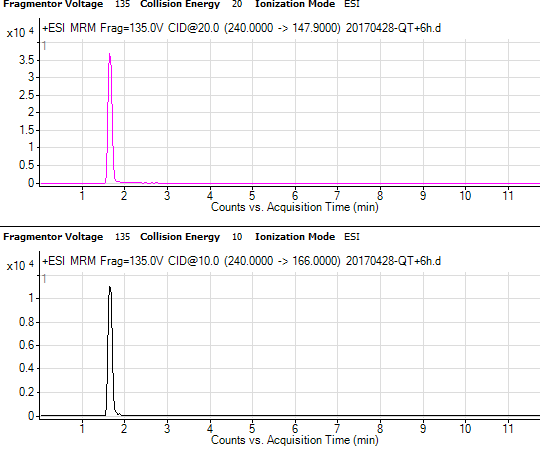 Fragmentor Voltage 135 Collision Energy 20 Ionization Mode ESI
x10 4
+ESI MRM Frag=135.0V CID@20.0 (240.0000 -> 147.9000) 20170428-QT+6h.d
1
3.5
3
2.5
2
1.5
1
0.5
0
1 2 3 4 5 6 7 8 9 10 11
Counts vs. Acquisition Time (min)
Fragmentor Voltage 135 Collision Energy 10 Ionization Mode ESI
x10 4
+ESI MRM Frag=135.0V CID@10.0 (240.0000 -> 166.0000) 20170428-QT+6h.d
1
1
0.8
0.6
0.4
0.2
0
1 2 3 4 5 6 7 8 9 10 11
Counts vs. Acquisition Time (min)